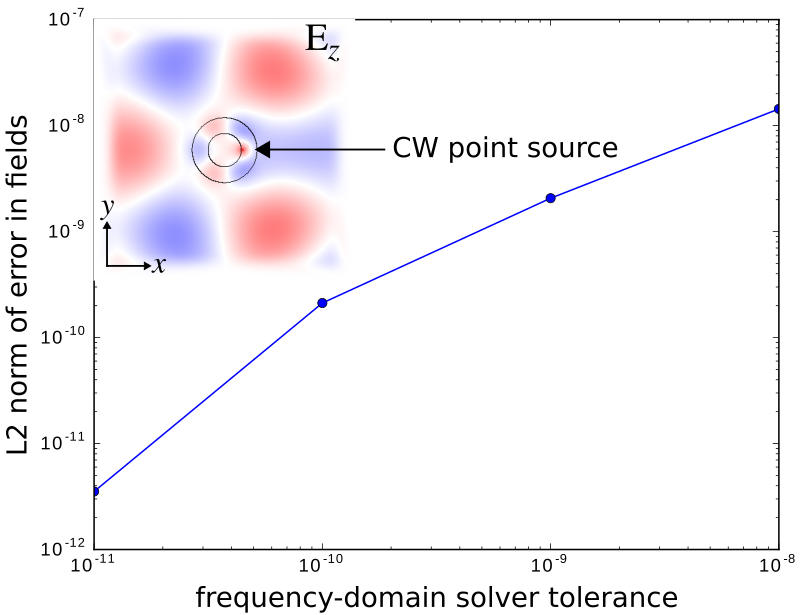 10^-7
E_z
10^-8
CW point source
y
10^-9
x
10^-10
10^-11
10^-12
L2 norm of error in fields
10^-11 10^-10 10^-9 10^-8
frequency-domain solver tolerance